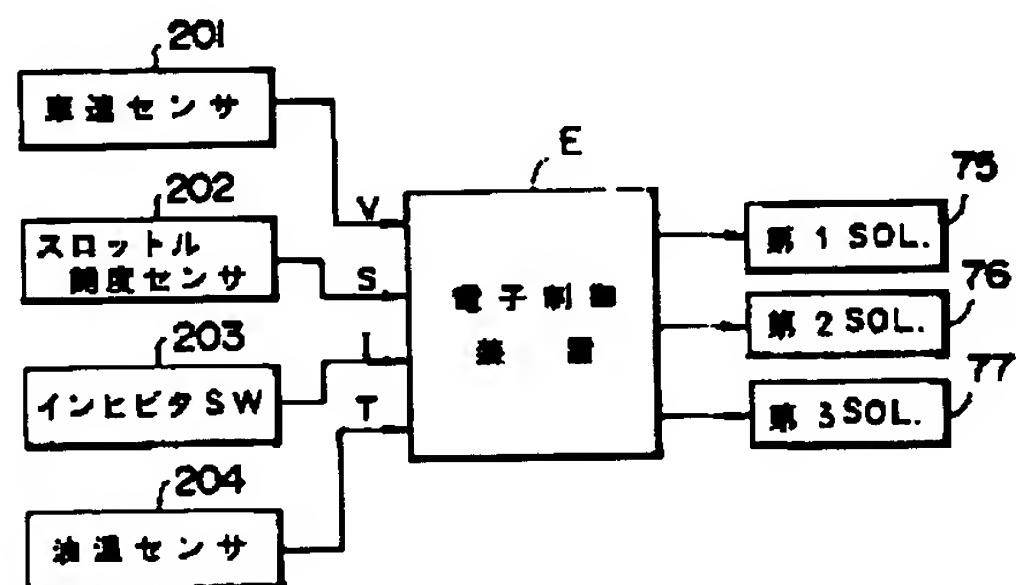 201
車速センサ
202
スロットル
開度センサ
203
インヒビタSW
204
油温センサ
V
S
I
T
E
電子制御
装置
75
第1SOL.
76
第2SOL.
77
第3SOL.